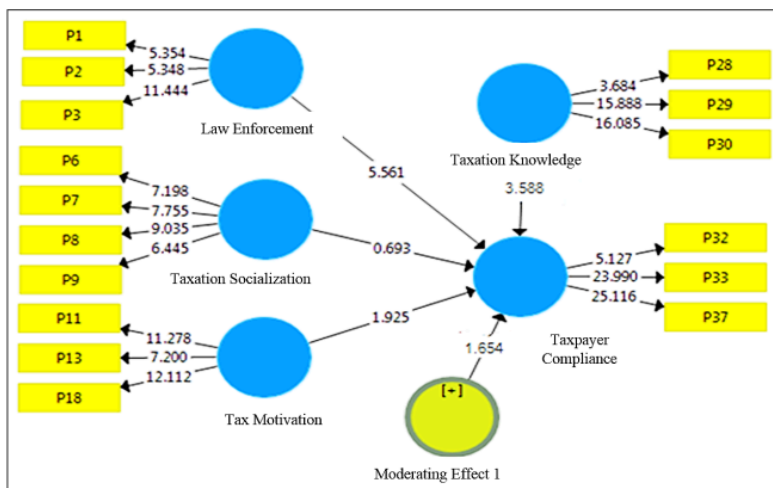 P1
5.354
P2
5.348
P3
11.444
Law Enforcement
P6
7.198
P7
7.755
P8
9.035
P9
6.445
Taxation Socialization
P11
11.278
P13
7.200
P18
12.112
Tax Motivation
5.561
0.693
1.925
P28
3.684
P29
15.888
P30
16.085
Taxation Knowledge
3.588
P32
5.127
P33
23.990
P37
25.116
Taxpayer
Compliance
1.654
[+]
Moderating Effect 1